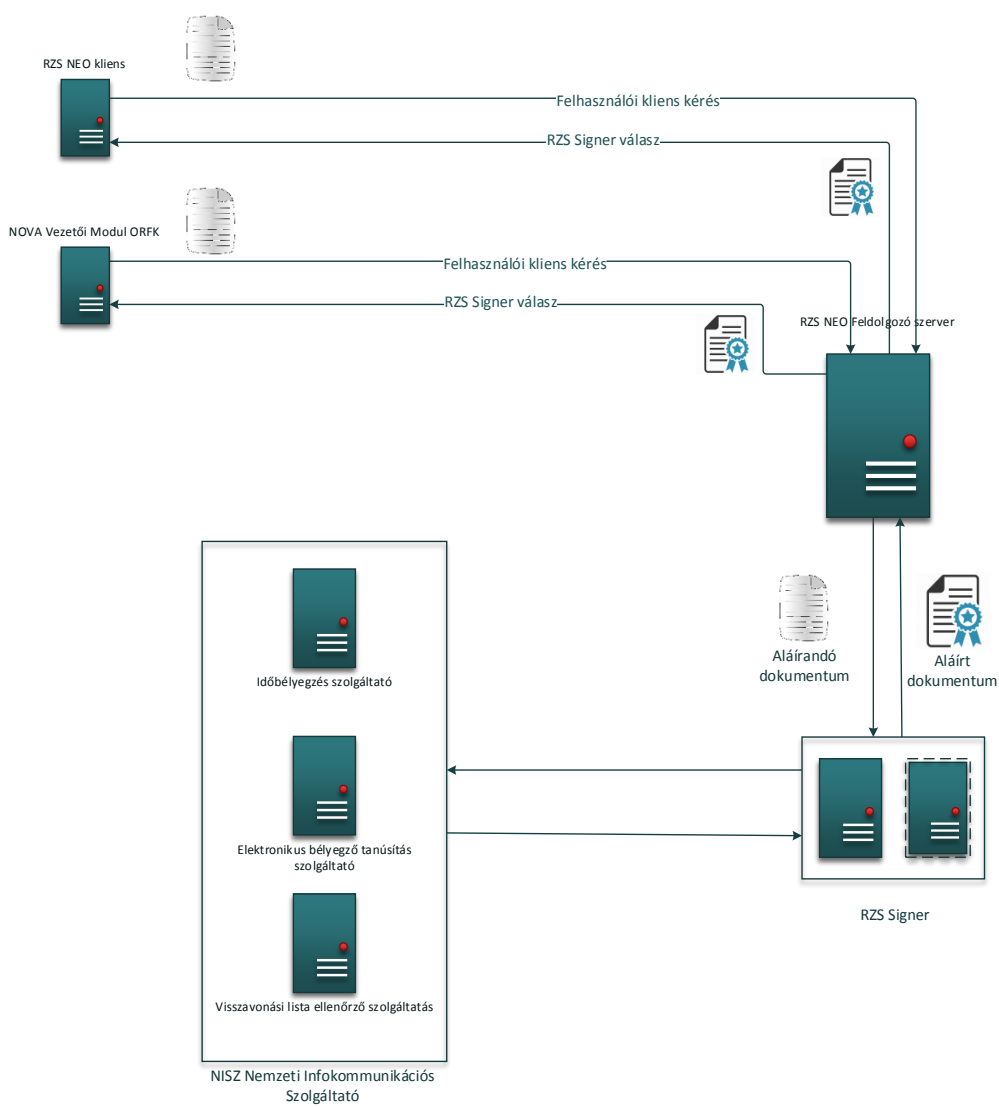 RZS NEO kliens
Felhasználói kliens kérés
RZS Signer válasz
NOVA Vezetői Modul ORFK
Felhasználói kliens kérés
RZS Signer válasz
RZS NEO Feldolgozó szerver
Aláírandó
dokumentum
Aláírt
dokumentum
Időbélyegzés szolgáltató
Elektronikus bélyegző tanúsítás
szolgáltató
Visszavonási lista ellenőrző szolgáltatás
RZS Signer
NISZ Nemzeti Infokommunikációs
Szolgáltató